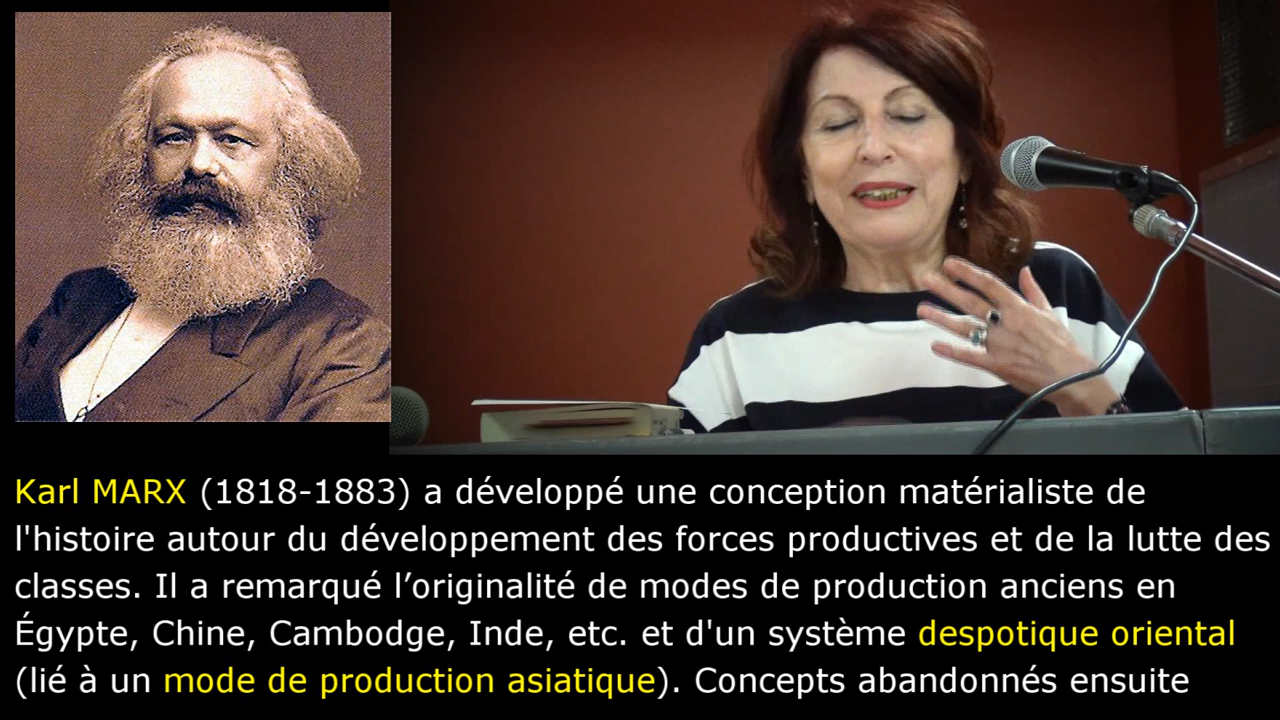 Karl MARX (1818-1883) a développé une conception matérialiste de
l'histoire autour du développement des forces productives et de la lutte des
classes. Il a remarqué l’originalité de modes de production anciens en
Égypte, Chine, Cambodge, Inde, etc. et d'un système despotique oriental
(lié à un mode de production asiatique). Concepts abandonnés ensuite